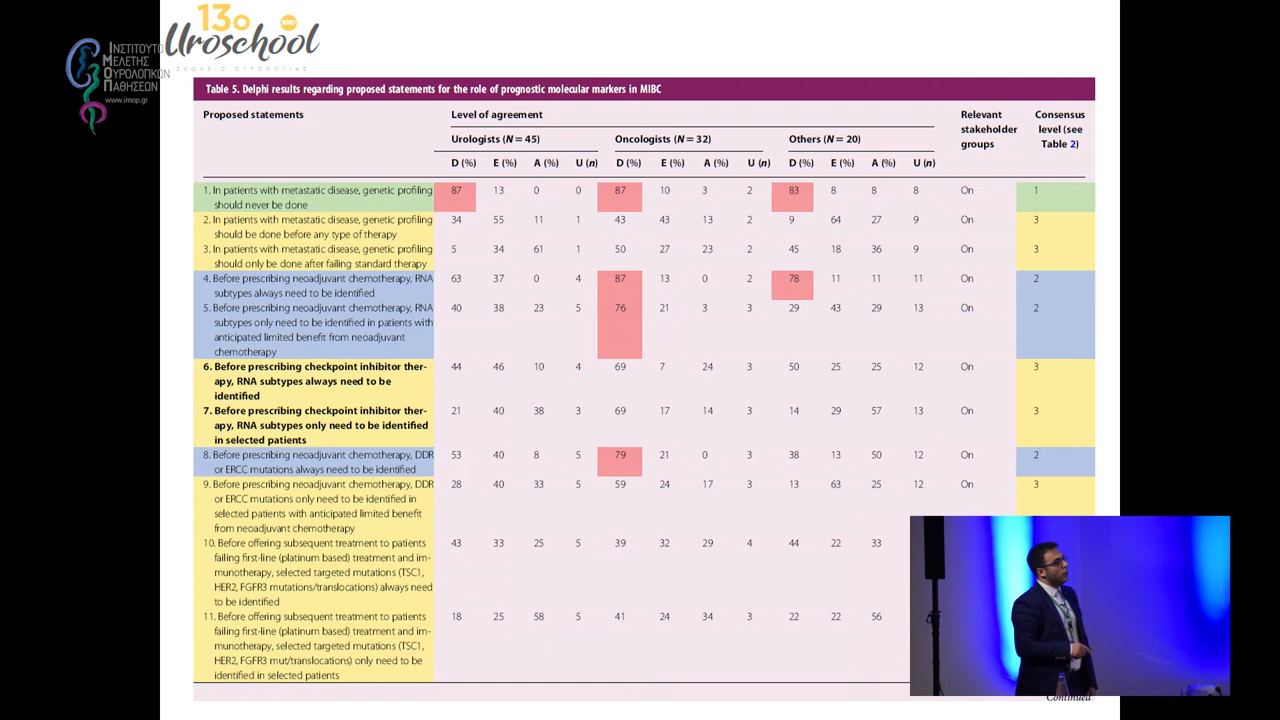 13ο
Uroschool
ΣΧΟΛΕΙΟ ΟΥΡΟΛΟΓΙΑΣ
ΙΝΣΤΙΤΟΥΤΟ
ΜΕΛΕΤΗΣ
ΟΥΡΟΛΟΓΙΚΩΝ
ΠΑΘΗΣΕΩΝ
www.imop.gr
Table 5. Delphi results regarding proposed statements for the role of prognostic molecular markers in MIBC
Proposed statements Level of agreement Relevant stakeholder groups Consensus level (see Table 2)
Urologists (N = 45) Oncologists (N = 32) Others (N = 20)
D (%) E (%) A (%) U (n) D (%) E (%) A (%) U (n) D (%) E (%) A (%) U (n)
1. In patients with metastatic disease, genetic profiling 87 13 0 0 87 10 3 2 83 8 8 8 On 1
should never be done
2. In patients with metastatic disease, genetic profiling 34 55 11 1 43 43 13 2 9 64 27 9 On 3
should be done before any type of therapy
3. In patients with metastatic disease, genetic profiling 5 34 61 1 50 27 23 2 45 18 36 9 On 3
should only be done after failing standard therapy
4. Before prescribing neoadjuvant chemotherapy, RNA 63 37 0 4 87 13 0 2 78 11 11 11 On 2
subtypes always need to be identified
5. Before prescribing neoadjuvant chemotherapy, RNA 40 38 23 5 76 21 3 3 29 43 29 13 On 2
subtypes only need to be identified in patients with
anticipated limited benefit from neoadjuvant
chemotherapy
6. Before prescribing checkpoint inhibitor ther- 44 46 10 4 69 7 24 3 50 25 25 12 On 3
apy, RNA subtypes always need to be
identified
7. Before prescribing checkpoint inhibitor ther- 21 40 38 3 69 17 14 3 14 29 57 13 On 3
apy, RNA subtypes only need to be identified
in selected patients
8. Before prescribing neoadjuvant chemotherapy, DDR 53 40 8 5 79 21 0 3 38 13 50 12 On 2
or ERCC mutations always need to be identified
9. Before prescribing neoadjuvant chemotherapy, DDR 28 40 33 5 59 24 17 3 13 63 25 12 On 3
or ERCC mutations only need to be identified in
selected patients with anticipated limited benefit
from neoadjuvant chemotherapy
10. Before offering subsequent treatment to patients 43 33 25 5 39 32 29 4 44 22 33
failing first-line (platinum based) treatment and im-
munotherapy, selected targeted mutations (TSC1,
HER2, FGFR3 mutations/translocations) always need
to be identified
11. Before offering subsequent treatment to patients 18 25 58 5 41 24 34 3 22 22 56
failing first-line (platinum based) treatment and im-
munotherapy, selected targeted mutations (TSC1,
HER2, FGFR3 mut/translocations) only need to be
identified in selected patients
Continued